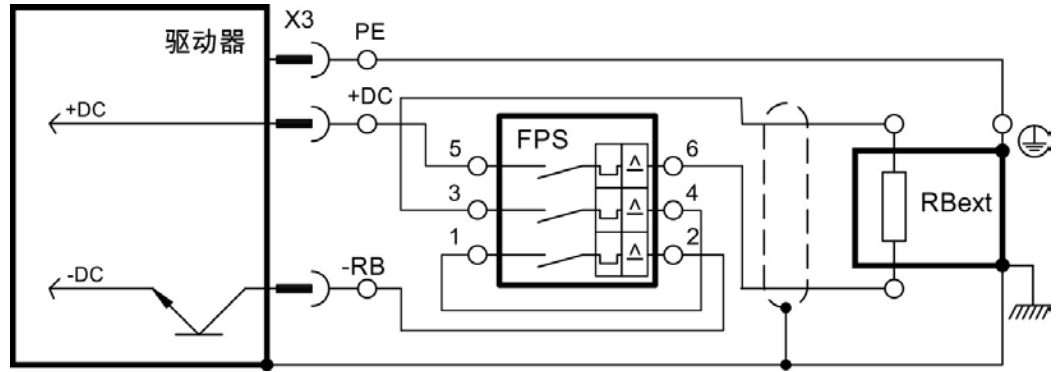 X3
PE
驱动器
+DC
+DC
FPS
5
6
3
4
RBext
1
2
-DC
-RB